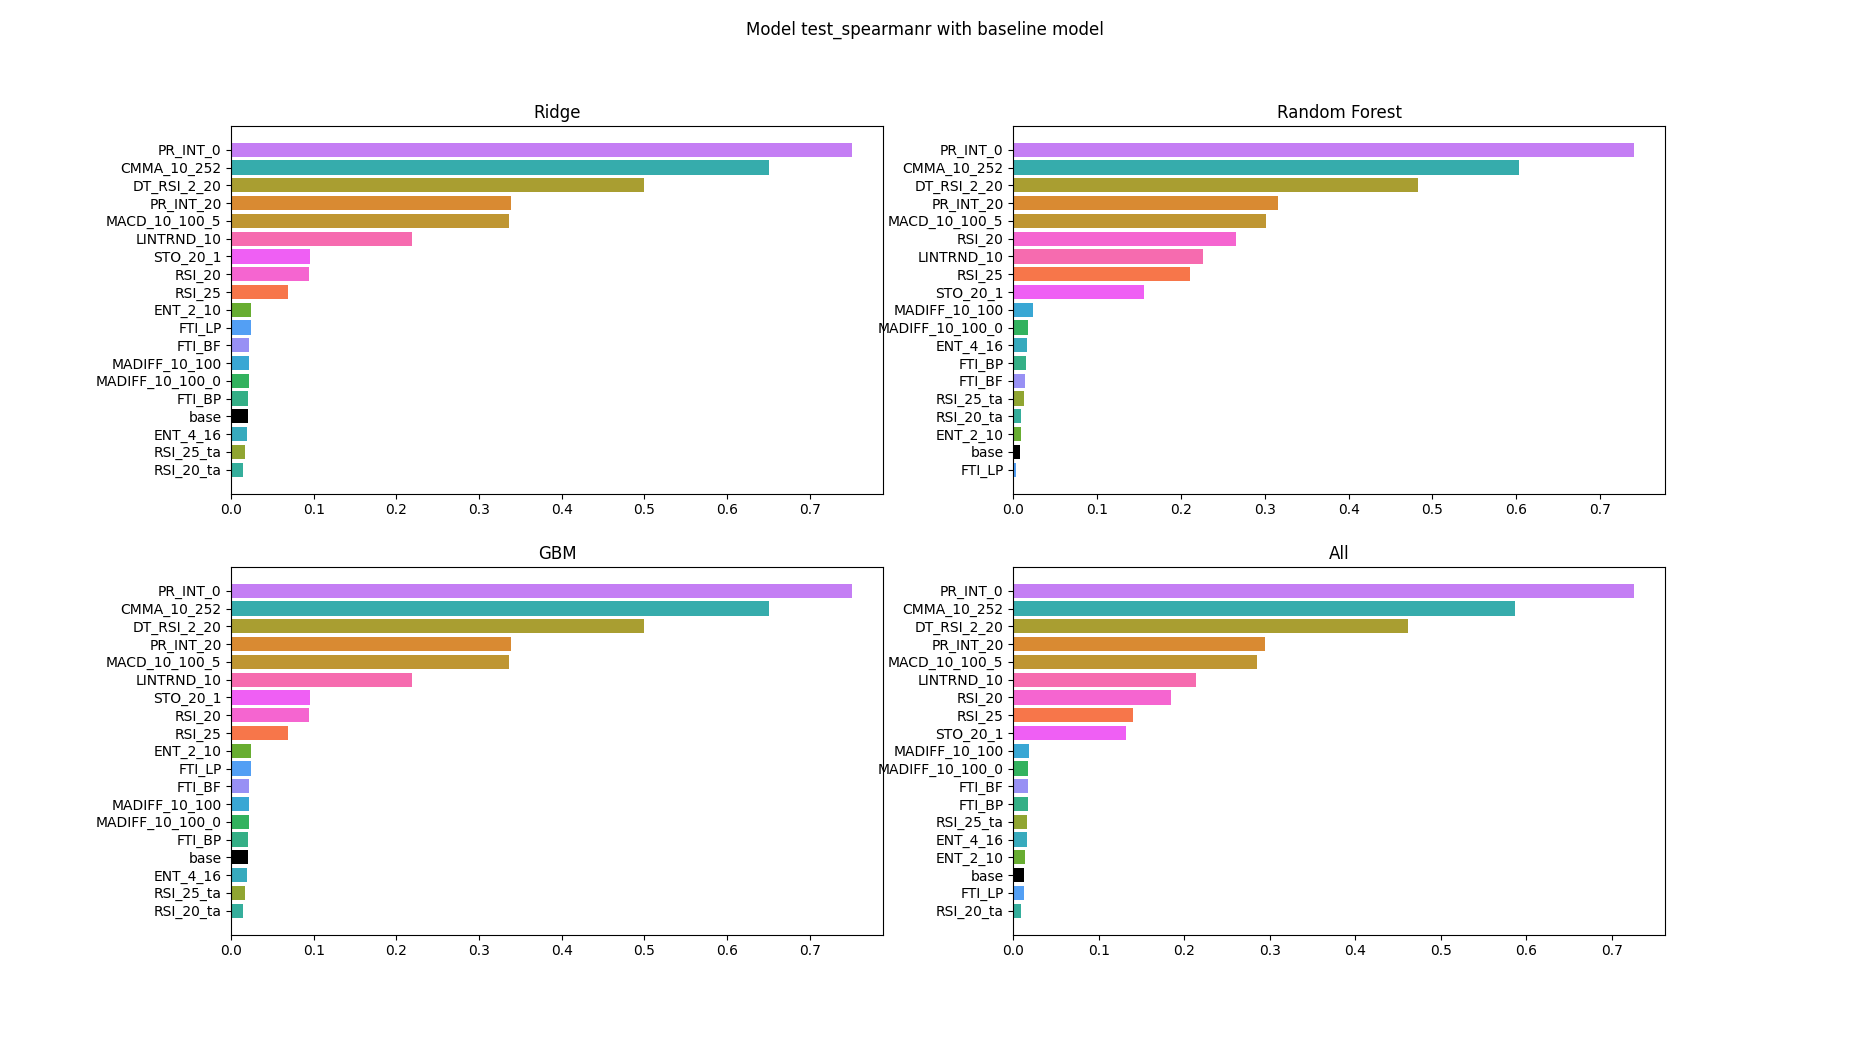 Model test_spearmanr with baseline model
Ridge
PR_INT_0
CMMA_10_252
DT_RSI_2_20
PR_INT_20
MACD_10_100_5
LINTRND_10
STO_20_1
RSI_20
RSI_25
ENT_2_10
FTI_LP
FTI_BF
MADIFF_10_100
MADIFF_10_100_0
FTI_BP
base
ENT_4_16
RSI_25_ta
RSI_20_ta
0.0 0.1 0.2 0.3 0.4 0.5 0.6 0.7
Random Forest
PR_INT_0
CMMA_10_252
DT_RSI_2_20
PR_INT_20
MACD_10_100_5
RSI_20
LINTRND_10
RSI_25
STO_20_1
MADIFF_10_100
MADIFF_10_100_0
ENT_4_16
FTI_BP
FTI_BF
RSI_25_ta
RSI_20_ta
ENT_2_10
base
FTI_LP
0.0 0.1 0.2 0.3 0.4 0.5 0.6 0.7
GBM
PR_INT_0
CMMA_10_252
DT_RSI_2_20
PR_INT_20
MACD_10_100_5
LINTRND_10
STO_20_1
RSI_20
RSI_25
ENT_2_10
FTI_LP
FTI_BF
MADIFF_10_100
MADIFF_10_100_0
FTI_BP
base
ENT_4_16
RSI_25_ta
RSI_20_ta
0.0 0.1 0.2 0.3 0.4 0.5 0.6 0.7
All
PR_INT_0
CMMA_10_252
DT_RSI_2_20
PR_INT_20
MACD_10_100_5
LINTRND_10
RSI_20
RSI_25
STO_20_1
MADIFF_10_100
MADIFF_10_100_0
FTI_BF
FTI_BP
RSI_25_ta
ENT_4_16
ENT_2_10
base
FTI_LP
RSI_20_ta
0.0 0.1 0.2 0.3 0.4 0.5 0.6 0.7